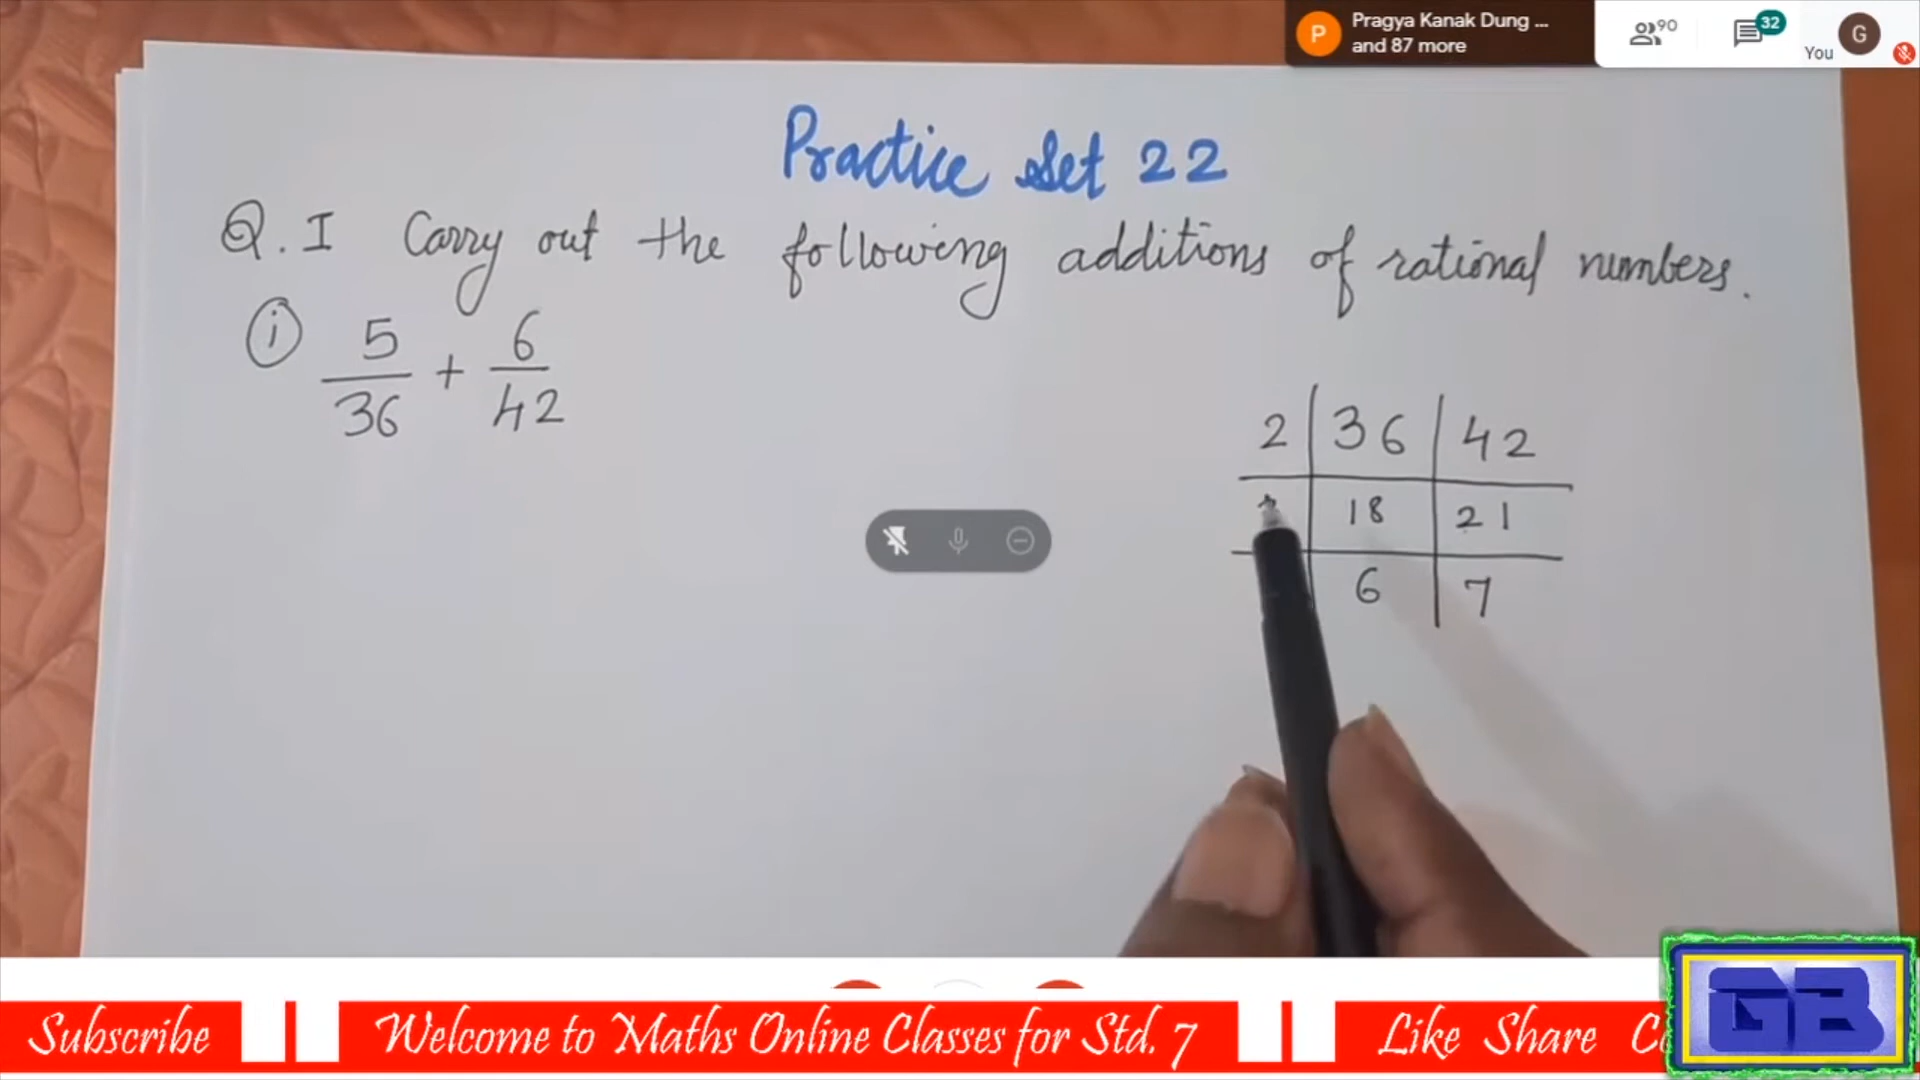 Pragya Kanak Dung ...
and 87 more
P
90
32
You
G
Practice Set 22
Q.I Carry out the following additions of rational numbers.
i 5/36 + 6/42
2 36 42
18 21
6 7
Subscribe
Welcome to Maths Online Classes for Std. 7
Like Share
GB